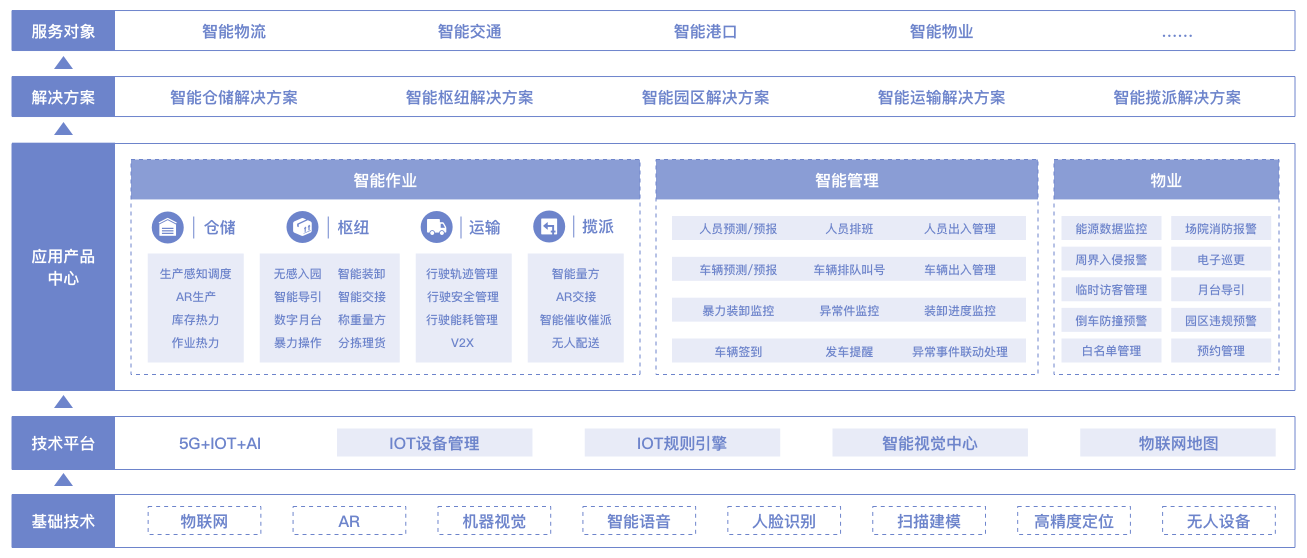 服务对象
智能物流 智能交通 智能港口 智能物业 ......
解决方案
智能仓储解决方案 智能枢纽解决方案 智能园区解决方案 智能运输解决方案 智能揽派解决方案
应用产品
中心
智能作业
仓储 枢纽 运输 揽派
生产感知调度 无感入园 智能装卸 行驶轨迹管理 智能量方
AR生产 智能导引 智能交接 行驶安全管理 AR交接
库存热力 数字月台 称重量方 行驶能耗管理 智能催收催派
作业热力 暴力操作 分拣理货 V2X 无人配送
智能管理
人员预测/预报 人员排班 人员出入管理
车辆预测/预报 车辆排队叫号 车辆出入管理
暴力装卸监控 异常件监控 装卸进度监控
车辆签到 发车提醒 异常事件联动处理
物业
能源数据监控 场院消防报警
周界入侵报警 电子巡更
临时访客管理 月台导引
倒车防撞预警 园区违规预警
白名单管理 预约管理
技术平台
5G+IOT+AI IOT设备管理 IOT规则引擎 智能视觉中心 物联网地图
基础技术
物联网 AR 机器视觉 智能语音 人脸识别 扫描建模 高精度定位 无人设备